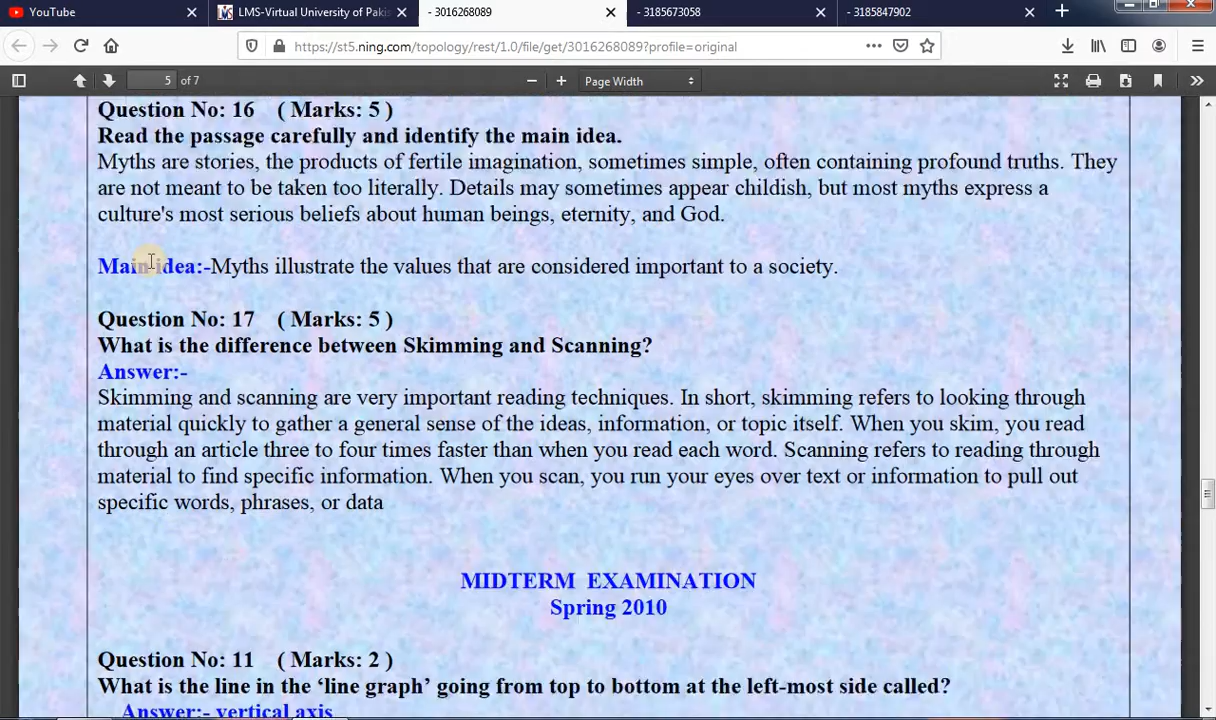 YouTube
LMS-Virtual University of Pakis
- 3016268089
- 3185673058
- 3185847902
https://st5.ning.com/topology/rest/1.0/file/get/3016268089?profile=original
5 of 7
Page Width
Question No: 16 ( Marks: 5 )
Read the passage carefully and identify the main idea.
Myths are stories, the products of fertile imagination, sometimes simple, often containing profound truths. They
are not meant to be taken too literally. Details may sometimes appear childish, but most myths express a
culture's most serious beliefs about human beings, eternity, and God.
Main idea:-Myths illustrate the values that are considered important to a society.
Question No: 17 ( Marks: 5 )
What is the difference between Skimming and Scanning?
Answer:-
Skimming and scanning are very important reading techniques. In short, skimming refers to looking through
material quickly to gather a general sense of the ideas, information, or topic itself. When you skim, you read
through an article three to four times faster than when you read each word. Scanning refers to reading through
material to find specific information. When you scan, you run your eyes over text or information to pull out
specific words, phrases, or data
MIDTERM EXAMINATION
Spring 2010
Question No: 11 ( Marks: 2 )
What is the line in the ‘line graph’ going from top to bottom at the left-most side called?
Answer:- vertical axis